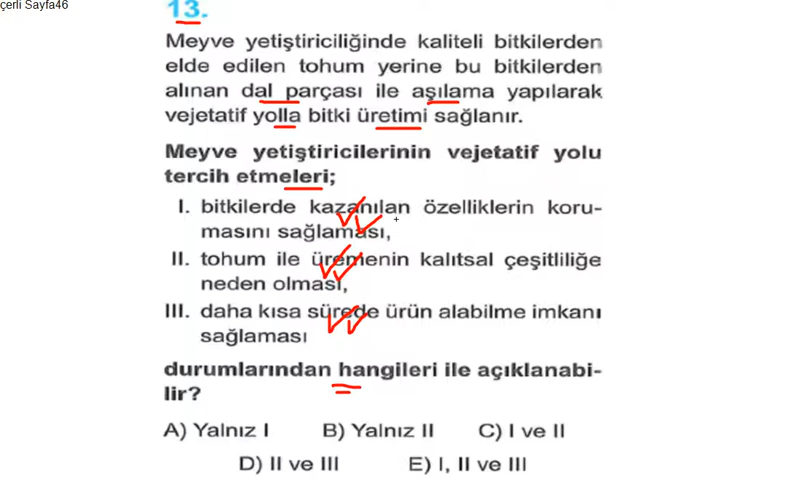 çerli Sayfa46
13.
Meyve yetiştiriciliğinde kaliteli bitkilerden
elde edilen tohum yerine bu bitkilerden
alınan dal parçası ile aşılama yapılarak
vejetatif yolla bitki üretimi sağlanır.
Meyve yetiştiricilerinin vejetatif yolu
tercih etmeleri;
I. bitkilerde kazanılan özelliklerin koru-
masını sağlaması,
II. tohum ile üremenin kalıtsal çeşitliliğe
neden olması,
III. daha kısa sürede ürün alabilme imkanı
sağlaması
durumlarından hangileri ile açıklanabi-
lir?
A) Yalnız I B) Yalnız II C) I ve II
D) II ve III E) I, II ve III